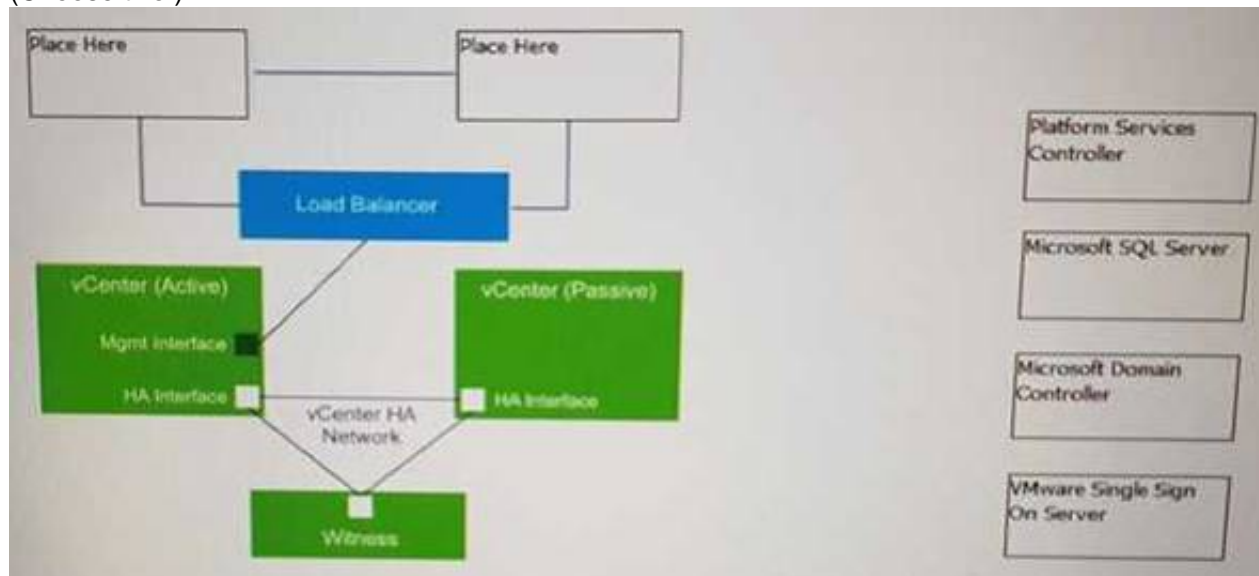 Place Here
Place Here
Load Balancer
vCenter (Active)
Mgmt Interface
HA Interface
vCenter (Passive)
HA Interface
vCenter HA
Network
Witness
Platform Services
Controller
Microsoft SQL Server
Microsoft Domain
Controller
VMware Single Sign
On Server